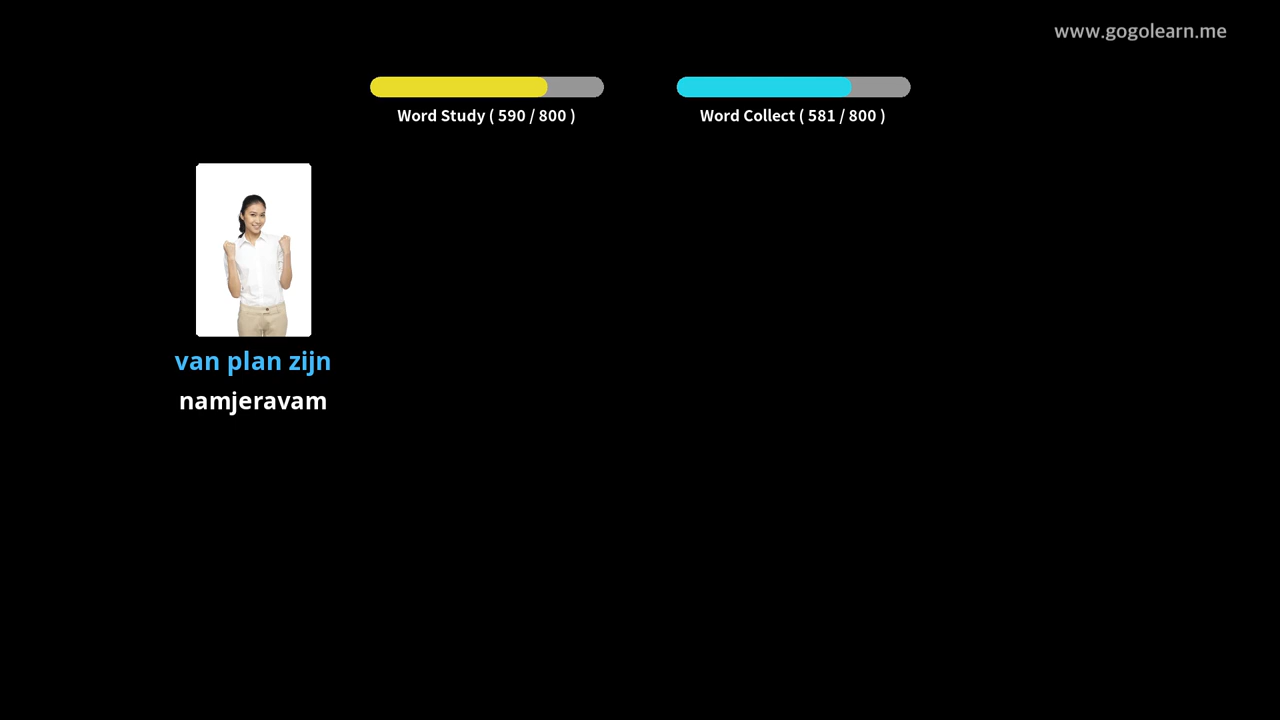 www.gogolearn.me
Word Study ( 590 / 800 )
Word Collect ( 581 / 800 )
van plan zijn
namjeravam